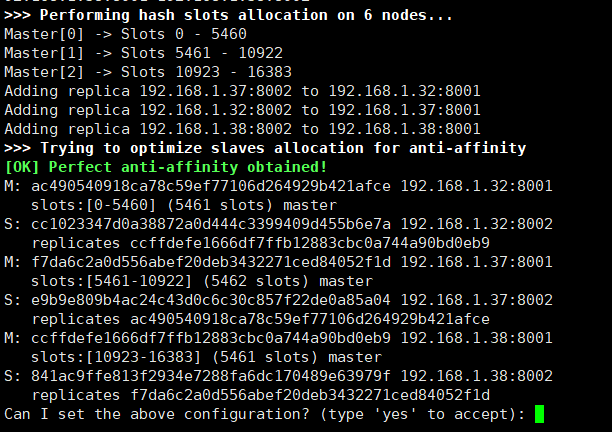 >>> Performing hash slots allocation on 6 nodes...
Master[0] -> Slots 0 - 5460
Master[1] -> Slots 5461 - 10922
Master[2] -> Slots 10923 - 16383
Adding replica 192.168.1.37:8002 to 192.168.1.32:8001
Adding replica 192.168.1.32:8002 to 192.168.1.37:8001
Adding replica 192.168.1.38:8002 to 192.168.1.38:8001
>>> Trying to optimize slaves allocation for anti-affinity
[OK] Perfect anti-affinity obtained!
M: ac490540918ca78c59ef77106d264929b421afce 192.168.1.32:8001
   slots:[0-5460] (5461 slots) master
S: cc1023347d0a38872a0d444c3399409d455b6e7a 192.168.1.32:8002
   replicates ccffdefe1666df7ffb12883cbc0a744a90bd0eb9
M: f7da6c2a0d556abef20deb3432271ced84052f1d 192.168.1.37:8001
   slots:[5461-10922] (5462 slots) master
S: e9b9e809b4ac24c43d0c6c30c857f22de0a85a04 192.168.1.37:8002
   replicates ac490540918ca78c59ef77106d264929b421afce
M: ccffdefe1666df7ffb12883cbc0a744a90bd0eb9 192.168.1.38:8001
   slots:[10923-16383] (5461 slots) master
S: 841ac9ffe813f2934e7288fa6dc170489e63979f 192.168.1.38:8002
   replicates f7da6c2a0d556abef20deb3432271ced84052f1d
Can I set the above configuration? (type 'yes' to accept):